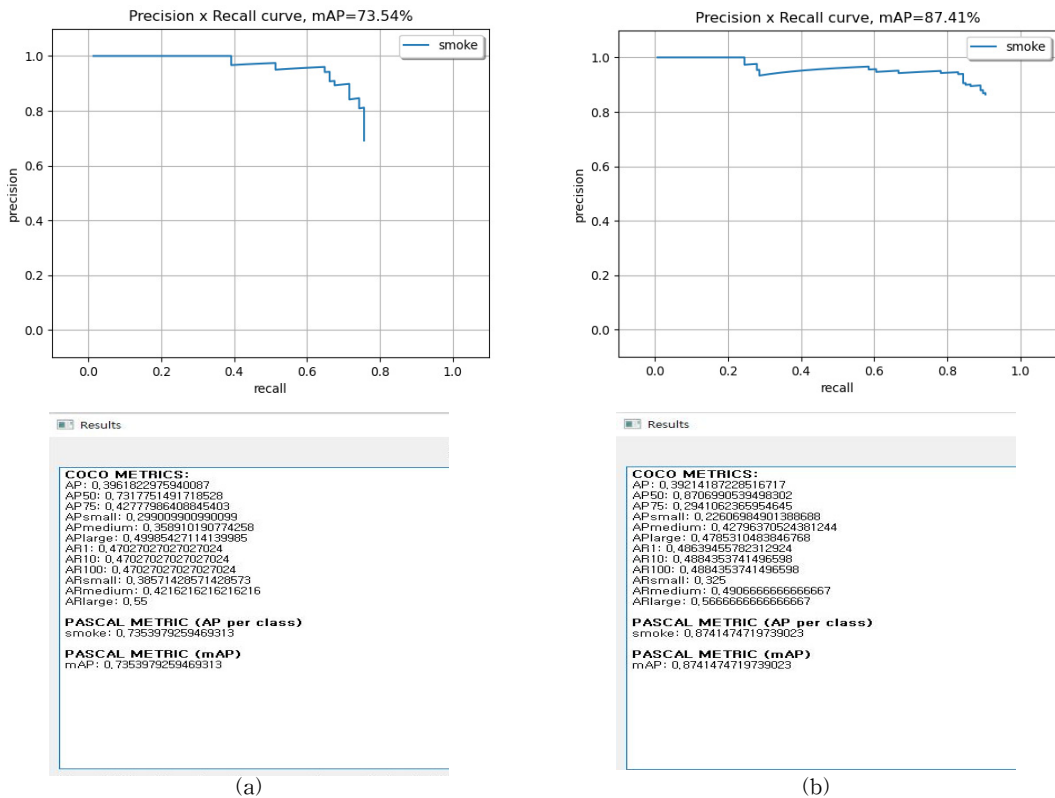 Precision x Recall curve, mAP=73.54%
smoke
1.0
0.8
0.6
0.4
0.2
0.0
precision
0.0 0.2 0.4 0.6 0.8 1.0
recall
Results
COCO METRICS:
AP: 0,3961822975940087
AP50: 0,7317751491718528
AP75: 0,42777986408845403
APsmall: 0,299009900990099
APmedium: 0,358910190774258
APlarge: 0,49985427114139985
AR1: 0,47027027027027024
AR10: 0,47027027027027024
AR100: 0,47027027027027024
ARsmall: 0,38571428571428573
ARmedium: 0,4216216216216216
ARlarge: 0,55
PASCAL METRIC (AP per class)
smoke: 0,7353979259469313
PASCAL METRIC (mAP)
mAP: 0,7353979259469313
(a)
Precision x Recall curve, mAP=87.41%
smoke
1.0
0.8
0.6
0.4
0.2
0.0
precision
0.0 0.2 0.4 0.6 0.8 1.0
recall
Results
COCO METRICS:
AP: 0,39214187228516717
AP50: 0,8706990539498302
AP75: 0,2941062365954645
APsmall: 0,22606984901388688
APmedium: 0,42796370524381244
APlarge: 0,47853104838467​68
AR1: 0,48639455782312924
AR10: 0,4884353741496598
AR100: 0,4884353741496598
ARsmall: 0,325
ARmedium: 0,4906666666666667
ARlarge: 0,5666666666666667
PASCAL METRIC (AP per class)
smoke: 0,8741474719739023
PASCAL METRIC (mAP)
mAP: 0,8741474719739023
(b)